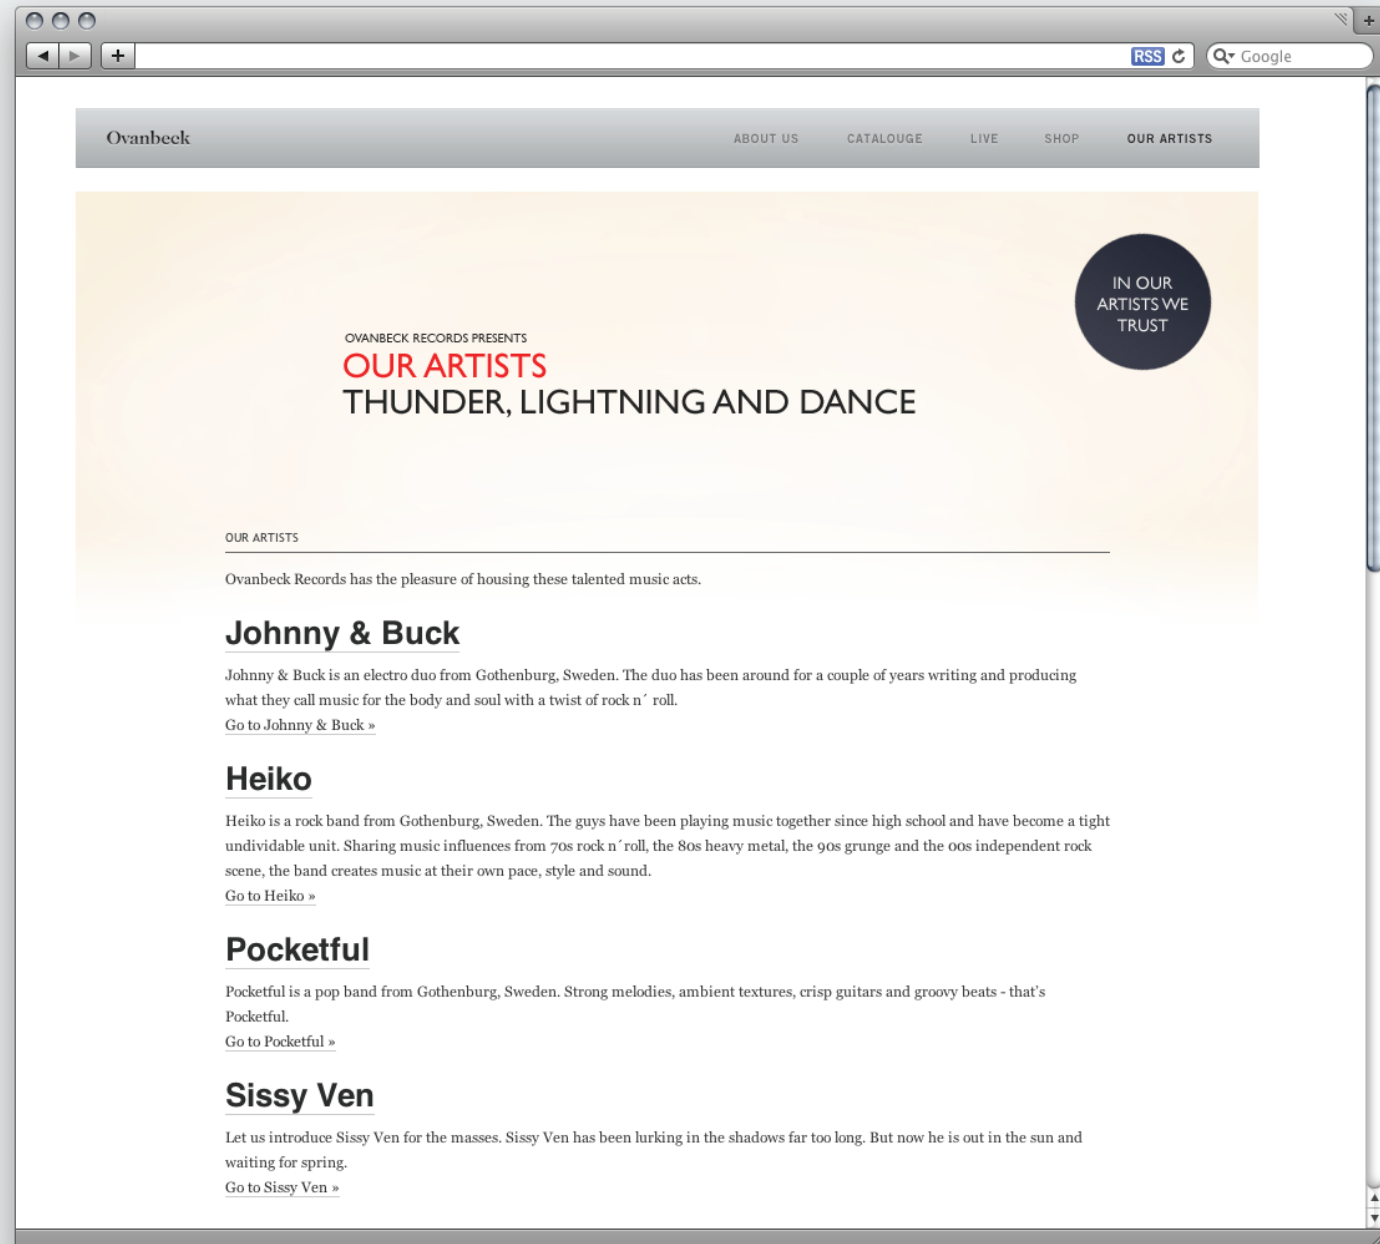 +
+
RSS
Google
Ovanbeck
ABOUT US
CATALOUGE
LIVE
SHOP
OUR ARTISTS
IN OUR
ARTISTS WE
TRUST
OVANBECK RECORDS PRESENTS
OUR ARTISTS
THUNDER, LIGHTNING AND DANCE
OUR ARTISTS
Ovanbeck Records has the pleasure of housing these talented music acts.
Johnny & Buck
Johnny & Buck is an electro duo from Gothenburg, Sweden. The duo has been around for a couple of years writing and producing
what they call music for the body and soul with a twist of rock n´ roll.
Go to Johnny & Buck »
Heiko
Heiko is a rock band from Gothenburg, Sweden. The guys have been playing music together since high school and have become a tight
undividable unit. Sharing music influences from 70s rock n´roll, the 80s heavy metal, the 90s grunge and the 00s independent rock
scene, the band creates music at their own pace, style and sound.
Go to Heiko »
Pocketful
Pocketful is a pop band from Gothenburg, Sweden. Strong melodies, ambient textures, crisp guitars and groovy beats - that's
Pocketful.
Go to Pocketful »
Sissy Ven
Let us introduce Sissy Ven for the masses. Sissy Ven has been lurking in the shadows far too long. But now he is out in the sun and
waiting for spring.
Go to Sissy Ven »